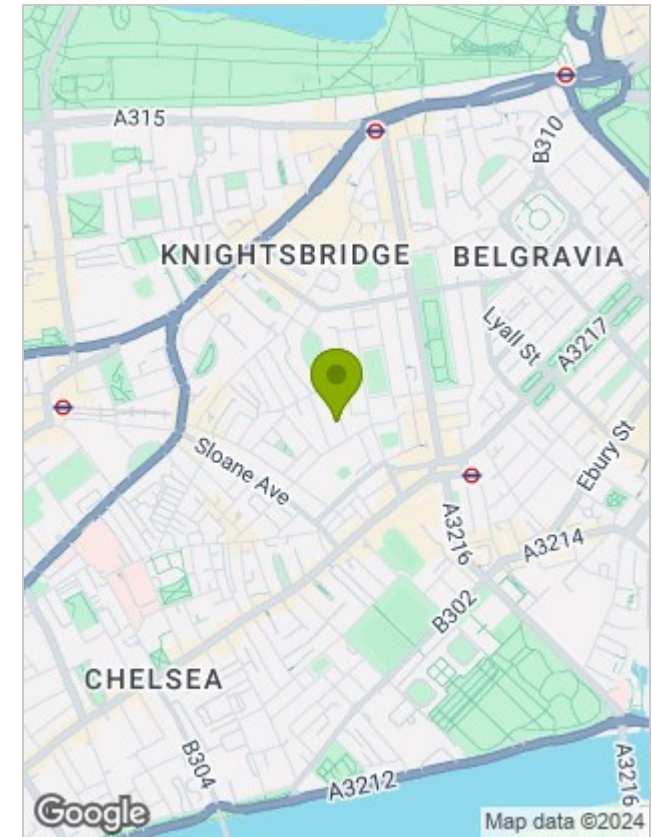 A315
B310
KNIGHTSBRIDGE
BELGRAVIA
Lyall St
A3217
Sloane Ave
Ebury St
A3216
A3214
B302
CHELSEA
B304
A3212
A3216
Google
Map data ©2024